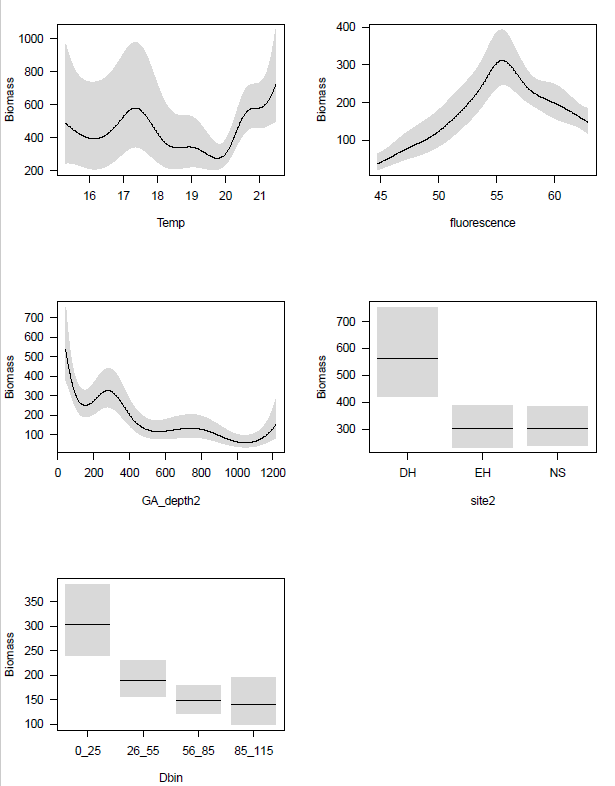 1000
800
600
400
200
Biomass
16 17 18 19 20 21
Temp
400
300
200
100
Biomass
45 50 55 60
fluorescence
700
600
500
400
300
200
100
Biomass
0 200 400 600 800 1000 1200
GA_depth2
700
600
500
400
300
Biomass
DH EH NS
site2
350
300
250
200
150
100
Biomass
0_25 26_55 56_85 85_115
Dbin